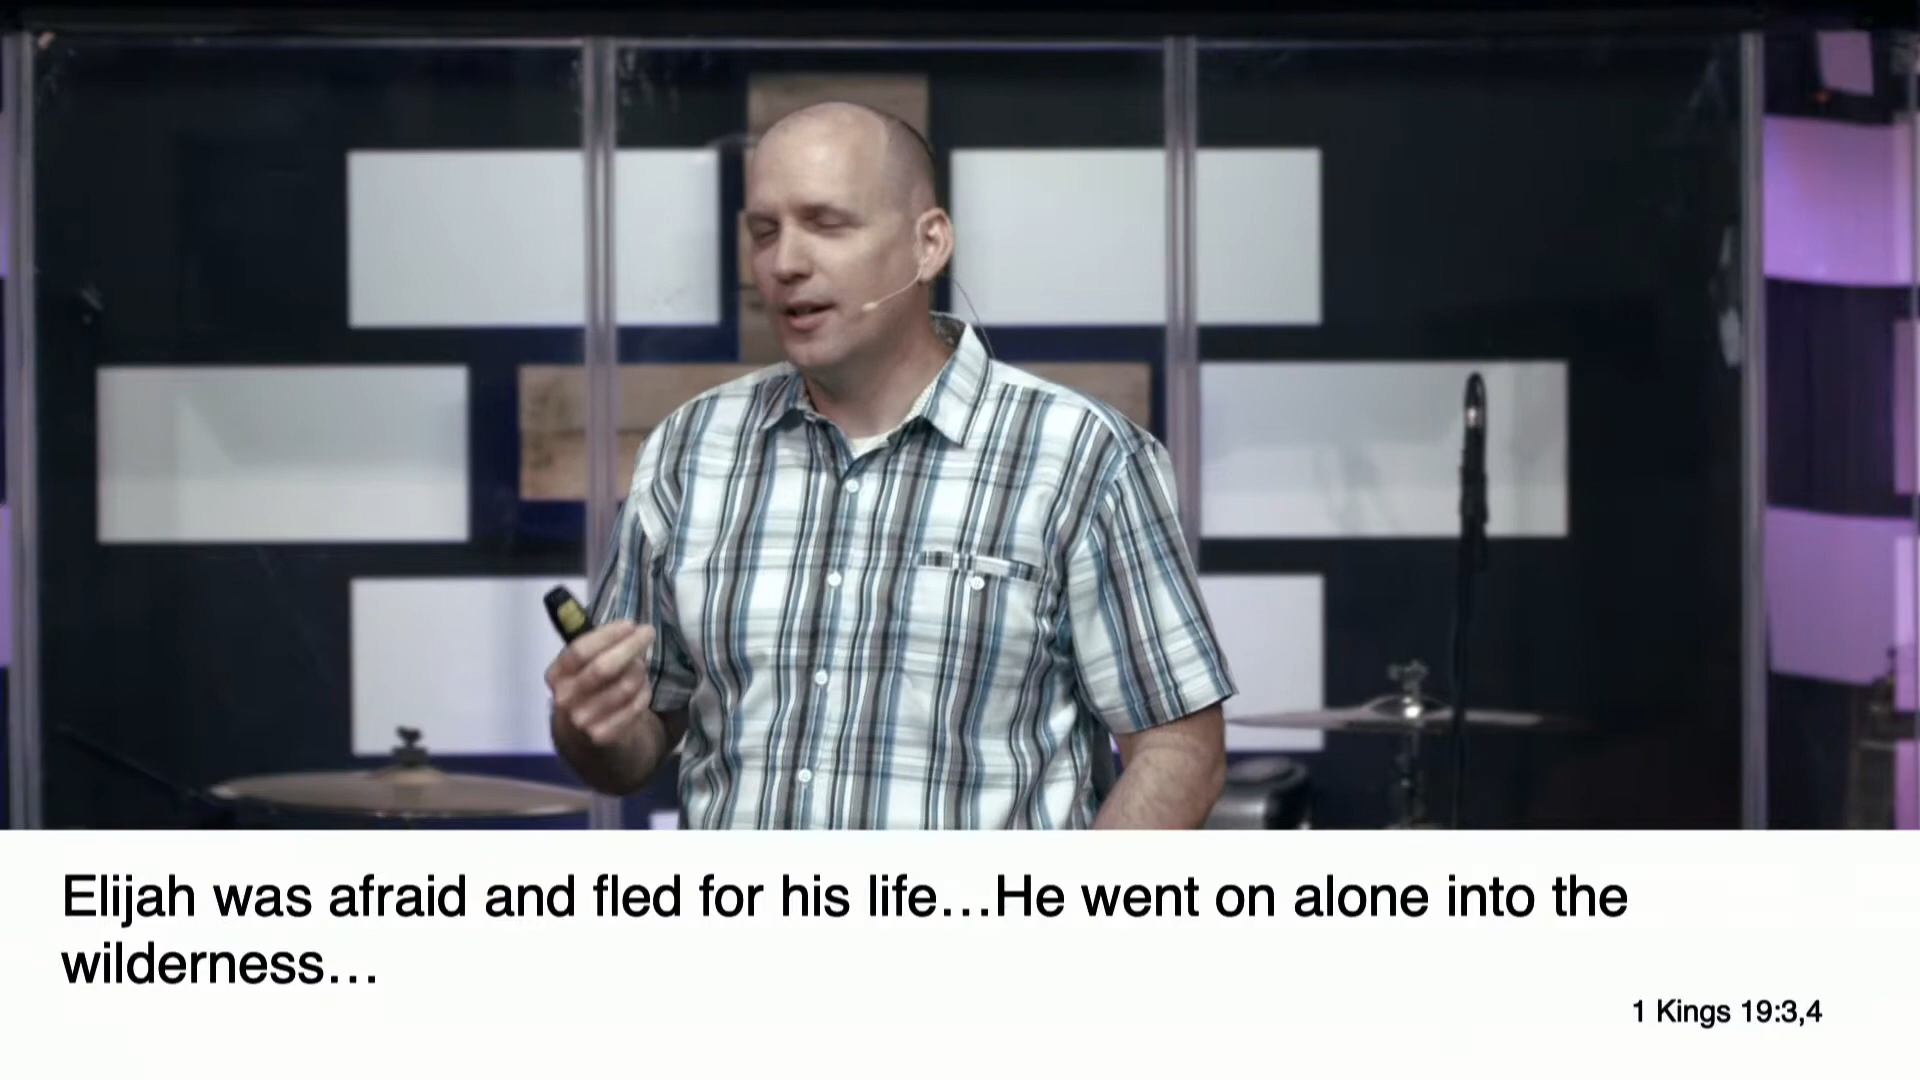 Elijah was afraid and fled for his life…He went on alone into the
wilderness…
1 Kings 19:3,4